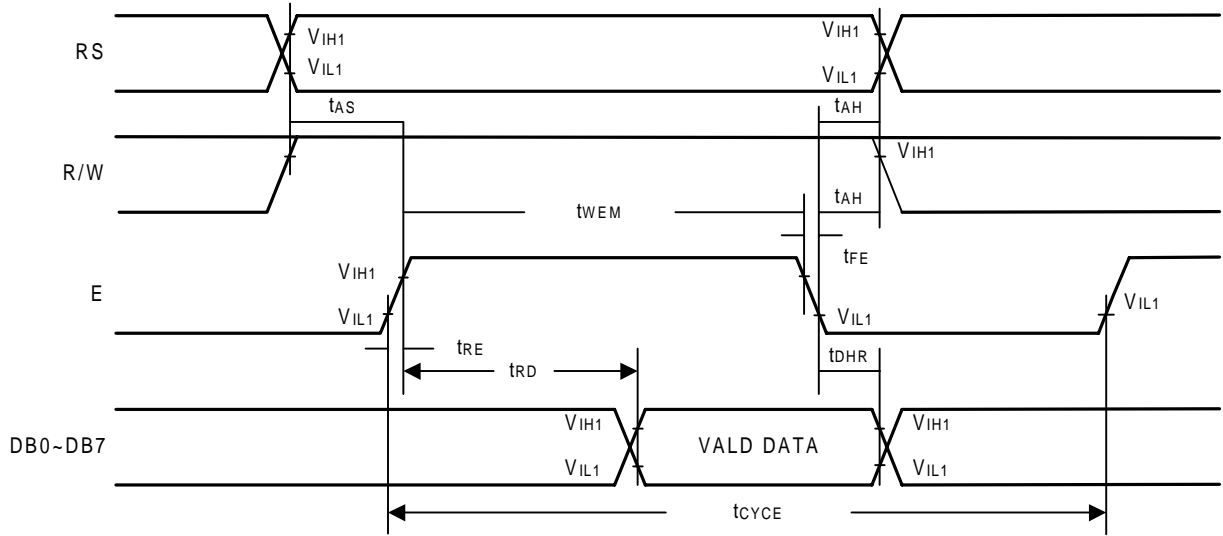 RS
VIH1
VIL1
VIH1
VIL1
tAS
tAH
R/W
VIH1
tWEM
tAH
tFE
E
VIH1
VIL1
VIL1
VIL1
tRE
tRD
tDHR
DB0~DB7
VIH1
VIL1
VALD DATA
VIH1
VIL1
tCYCE